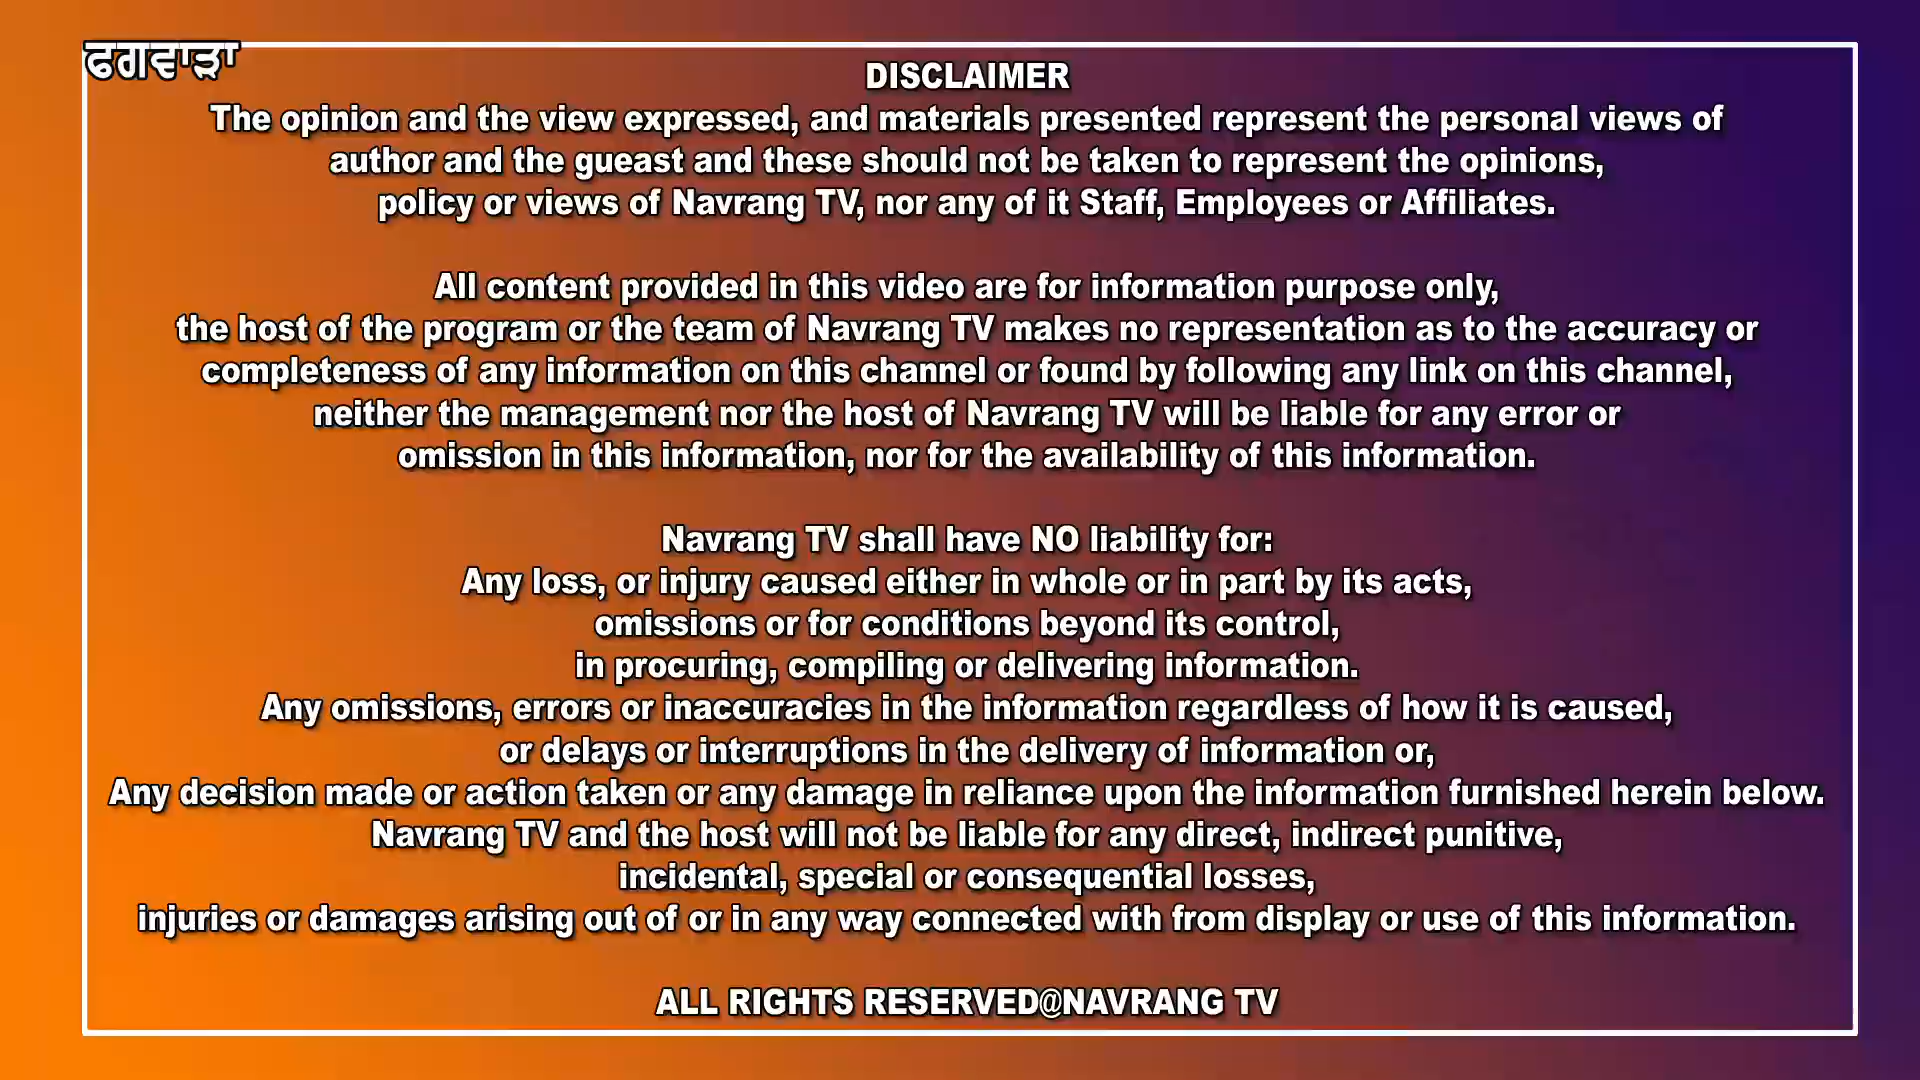 ਫਗਵਾੜਾ
DISCLAIMER
The opinion and the view expressed, and materials presented represent the personal views of
author and the gueast and these should not be taken to represent the opinions,
policy or views of Navrang TV, nor any of it Staff, Employees or Affiliates.
All content provided in this video are for information purpose only,
the host of the program or the team of Navrang TV makes no representation as to the accuracy or
completeness of any information on this channel or found by following any link on this channel,
neither the management nor the host of Navrang TV will be liable for any error or
omission in this information, nor for the availability of this information.
Navrang TV shall have NO liability for:
Any loss, or injury caused either in whole or in part by its acts,
omissions or for conditions beyond its control,
in procuring, compiling or delivering information.
Any omissions, errors or inaccuracies in the information regardless of how it is caused,
or delays or interruptions in the delivery of information or,
Any decision made or action taken or any damage in reliance upon the information furnished herein below.
Navrang TV and the host will not be liable for any direct, indirect punitive,
incidental, special or consequential losses,
injuries or damages arising out of or in any way connected with from display or use of this information.
ALL RIGHTS RESERVED@NAVRANG TV